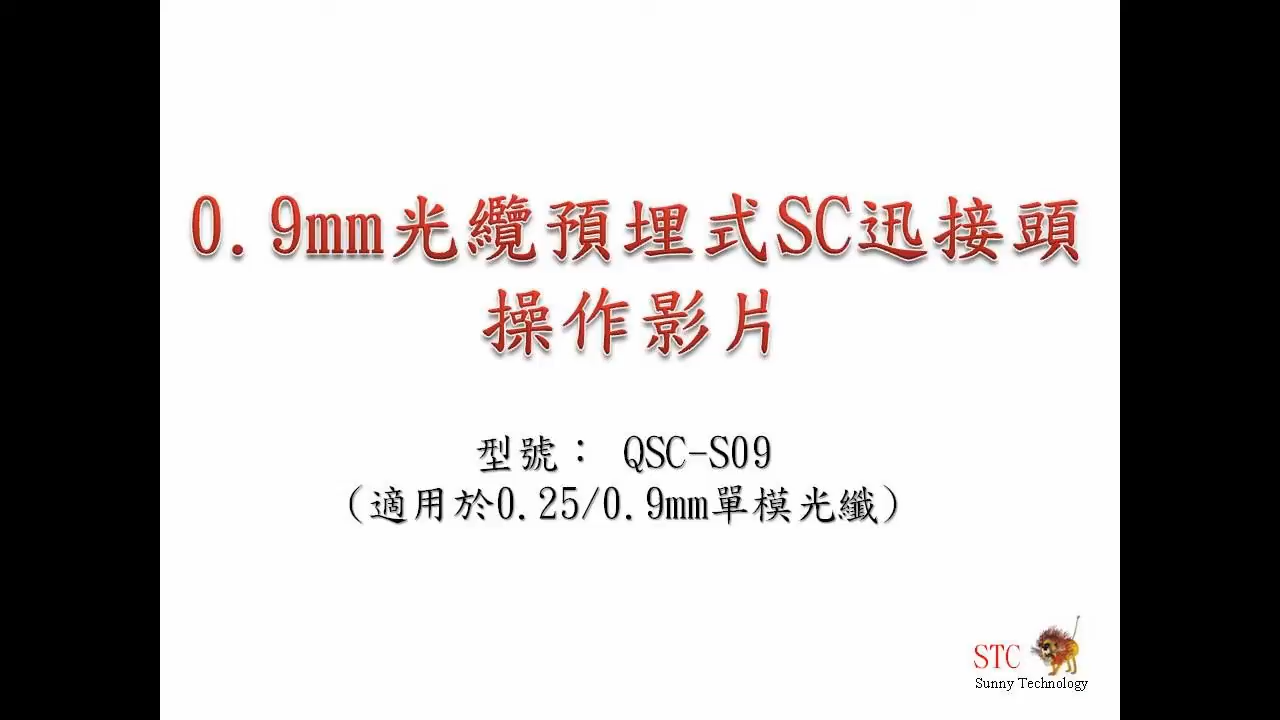 0.9mm光纜預埋式SC迅接頭
操作影片
型號： QSC-S09
(適用於0.25/0.9mm單模光纖)
STC
Sunny Technology